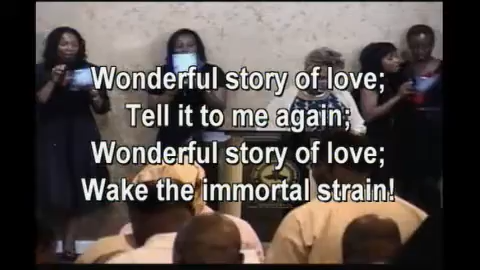 Wonderful story of love;
Tell it to me again;
Wonderful story of love;
Wake the immortal strain!